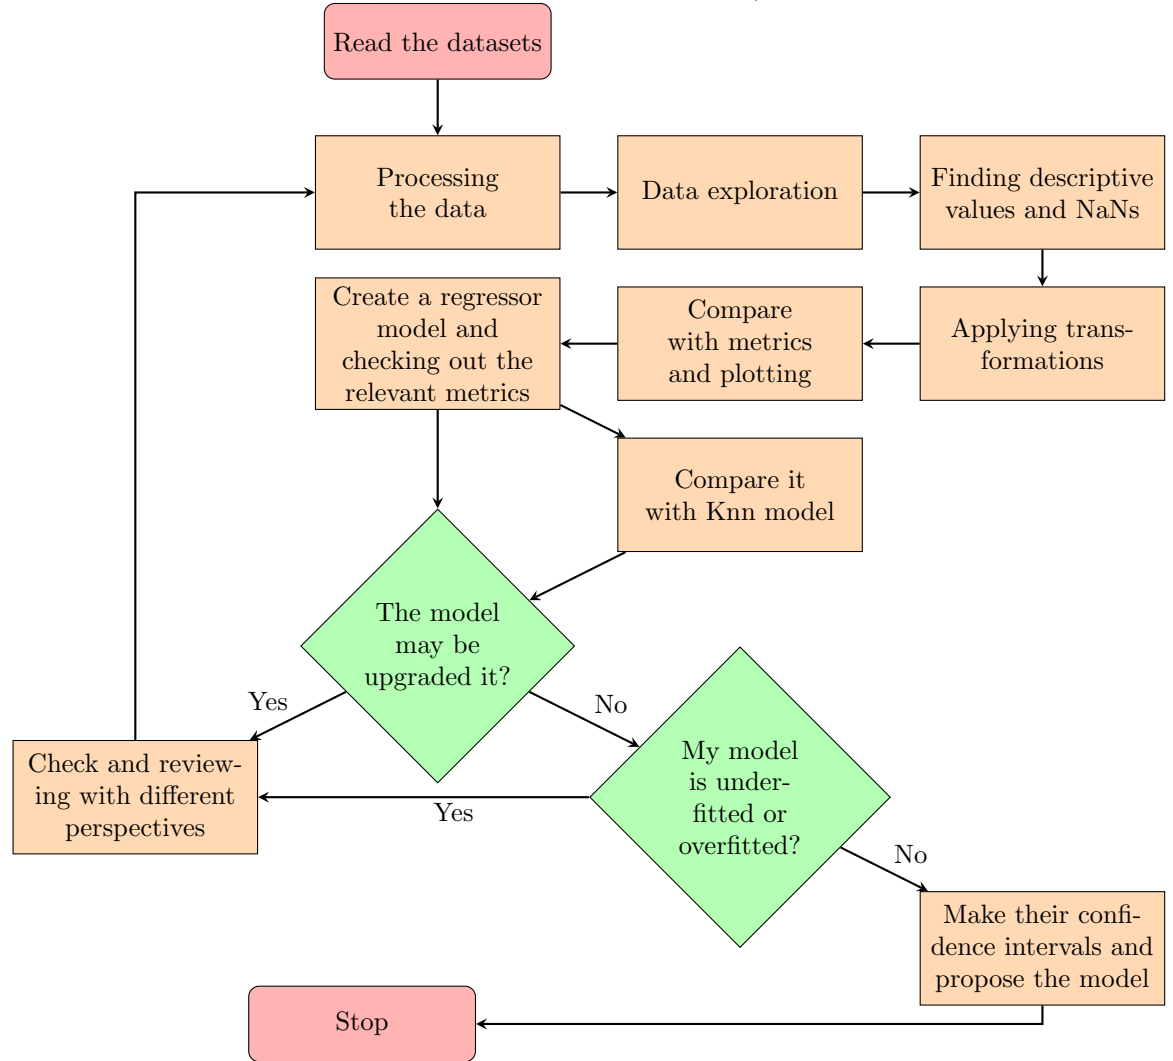 Read the datasets
Processing
the data
Data exploration
Finding descriptive
values and NaNs
Create a regressor
model and
checking out the
relevant metrics
Compare
with metrics
and plotting
Applying trans-
formations
Compare it
with Knn model
The model
may be
upgraded it?
Yes
No
Check and review-
ing with different
perspectives
My model
is under-
fitted or
overfitted?
Yes
No
Make their confi-
dence intervals and
propose the model
Stop